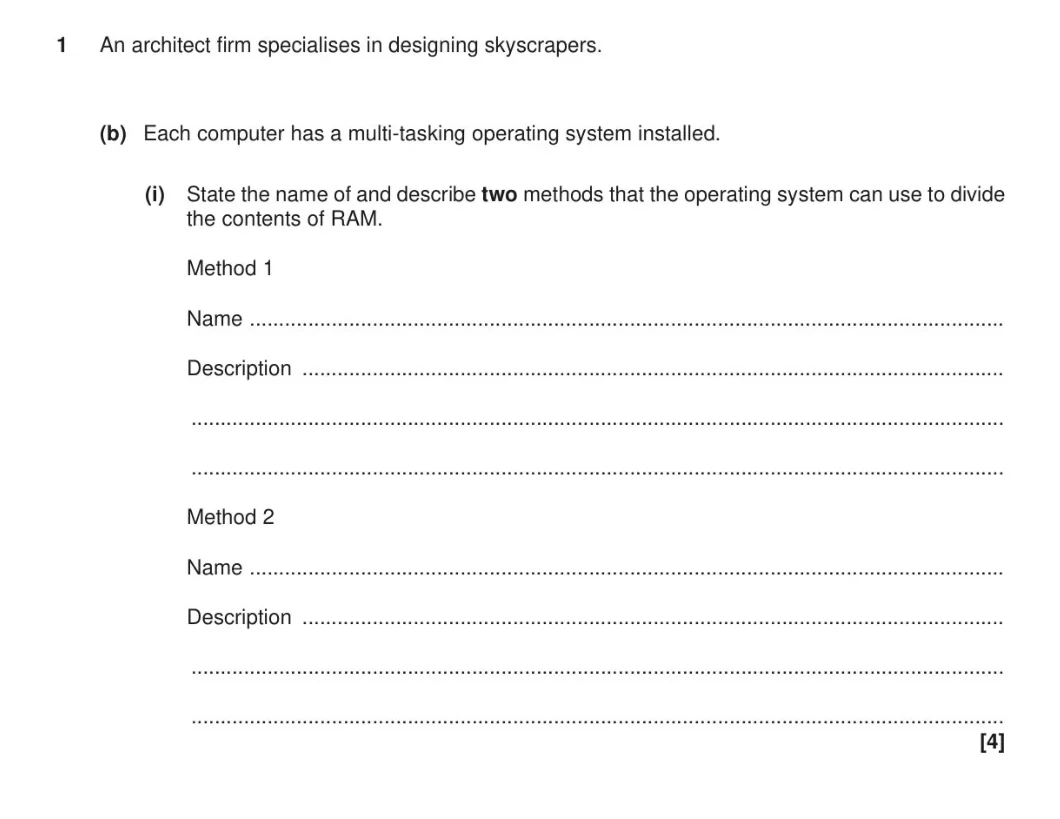 1 An architect firm specialises in designing skyscrapers.
(b) Each computer has a multi-tasking operating system installed.
(i) State the name of and describe two methods that the operating system can use to divide
the contents of RAM.
Method 1
Name ................................................................................................................................
Description ........................................................................................................................
...........................................................................................................................................
...........................................................................................................................................
Method 2
Name ................................................................................................................................
Description ........................................................................................................................
...........................................................................................................................................
...........................................................................................................................................
[4]